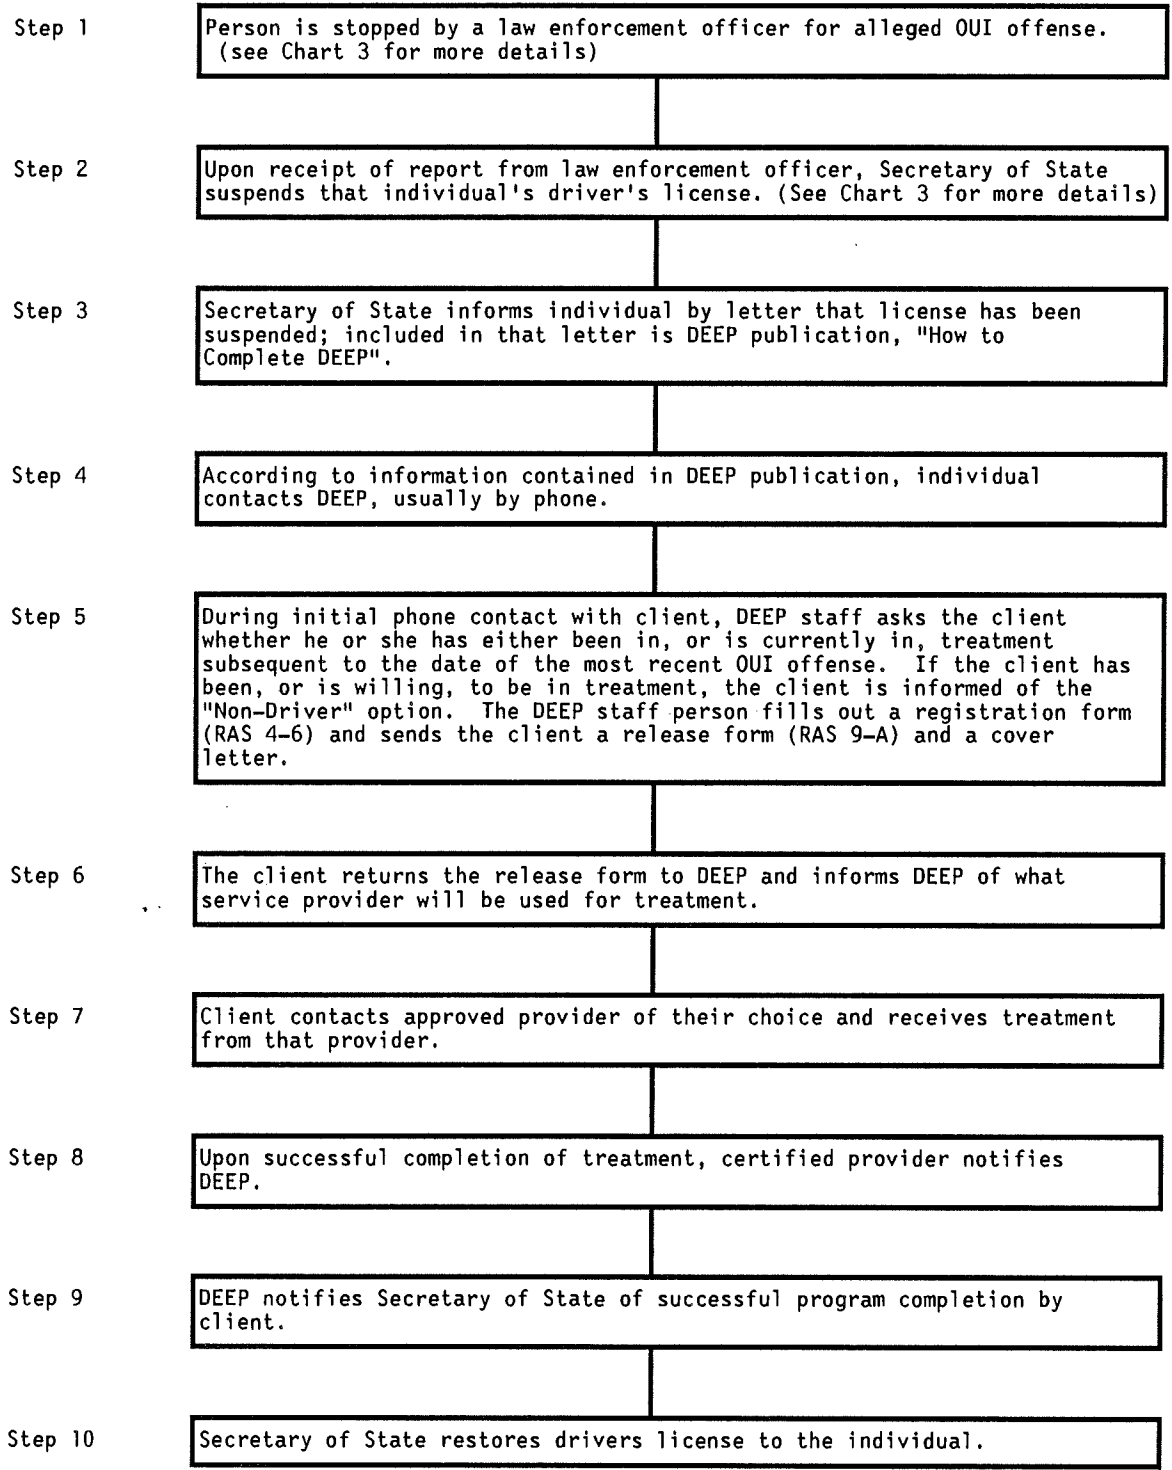 Step 1
Person is stopped by a law enforcement officer for alleged OUI offense.
(see Chart 3 for more details)
Step 2
Upon receipt of report from law enforcement officer, Secretary of State
suspends that individual's driver's license. (See Chart 3 for more details)
Step 3
Secretary of State informs individual by letter that license has been
suspended; included in that letter is DEEP publication, "How to
Complete DEEP".
Step 4
According to information contained in DEEP publication, individual
contacts DEEP, usually by phone.
Step 5
During initial phone contact with client, DEEP staff asks the client
whether he or she has either been in, or is currently in, treatment
subsequent to the date of the most recent OUI offense.  If the client has
been, or is willing, to be in treatment, the client is informed of the
"Non-Driver" option.  The DEEP staff person fills out a registration form
(RAS 4-6) and sends the client a release form (RAS 9-A) and a cover
letter.
Step 6
The client returns the release form to DEEP and informs DEEP of what
service provider will be used for treatment.
Step 7
Client contacts approved provider of their choice and receives treatment
from that provider.
Step 8
Upon successful completion of treatment, certified provider notifies
DEEP.
Step 9
DEEP notifies Secretary of State of successful program completion by
client.
Step 10
Secretary of State restores drivers license to the individual.